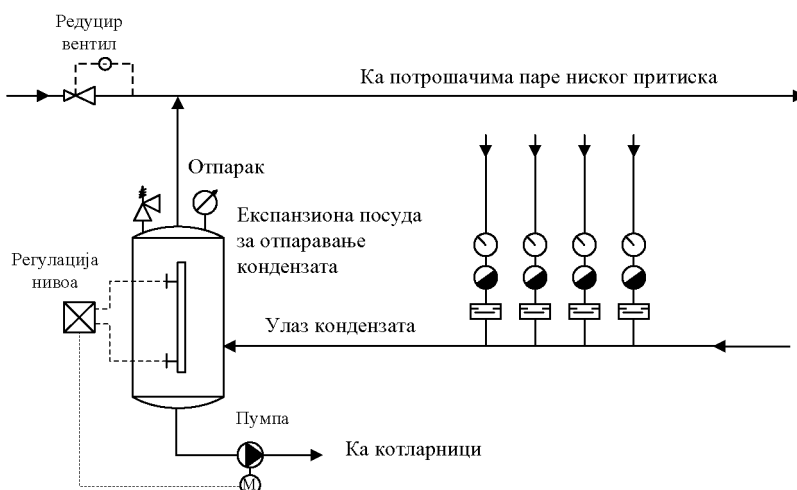 Редуцир
вентил
Ка потрошачима паре ниског притиска
Отпарак
Експанзиона посуда
за отпаравање
кондензата
Регулација
нивоа
Улаз кондензата
Пумпа
Ка котларници
М